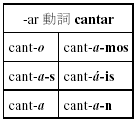 -ar 動詞 cantar
cant-o cant-a-mos
cant-a-s cant-á-is
cant-a cant-a-n